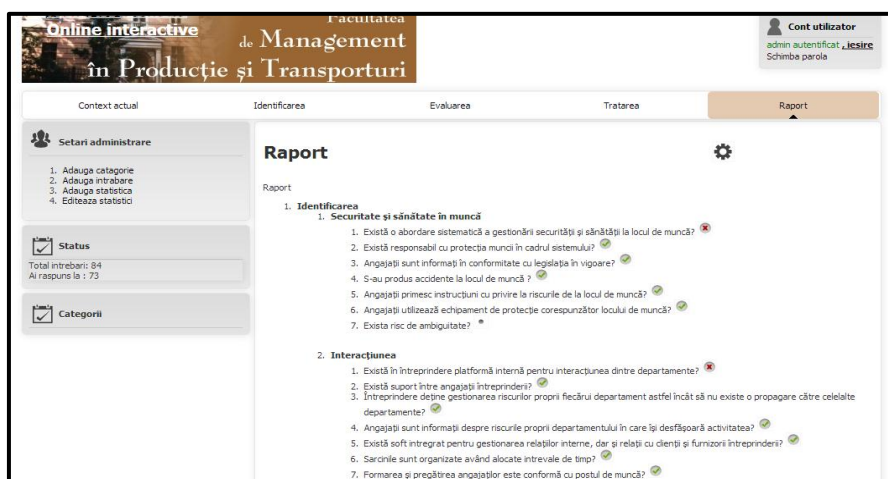 Online interactive
Facultatea
de Management
în Producție și Transporturi
Cont utilizator
admin autentificat , iesire
Schimba parola
Context actual
Identificarea
Evaluarea
Tratarea
Raport
Setari administrare
1. Adauga catagorie
2. Adauga intrabare
3. Adauga statistica
4. Editeaza statistici
Status
Total intrebari: 84
Ai raspuns la : 73
Categorii
Raport
Raport
1. Identificarea
1. Securitate și sănătate în muncă
1. Există o abordare sistematică a gestionării securității și sănătății la locul de muncă?
2. Există responsabil cu protecția muncii în cadrul sistemului?
3. Angajații sunt informați în conformitate cu legislația în vigoare?
4. S-au produs accidente la locul de muncă ?
5. Angajații primesc instrucțiuni cu privire la riscurile de la locul de muncă?
6. Angajații utilizează echipament de protecție corespunzător locului de muncă?
7. Exista risc de ambiguitate?
2. Interacțiunea
1. Există în întreprindere platformă internă pentru interacțiunea dintre departamente?
2. Există suport între angajații întreprinderii?
3. Întreprindere deține gestionarea riscurilor proprii fiecărui departament astfel încât să nu existe o propagare către celelalte
departamente?
4. Angajații sunt informați despre riscurile proprii departamentului în care își desfășoară activitatea?
5. Există soft intregrat pentru gestionarea relațiilor interne, dar și relații cu clienții și furnizorii întreprinderii?
6. Sarcinile sunt organizate având alocate intrevale de timp?
7. Formarea și pregătirea angajaților este conformă cu postul de muncă?